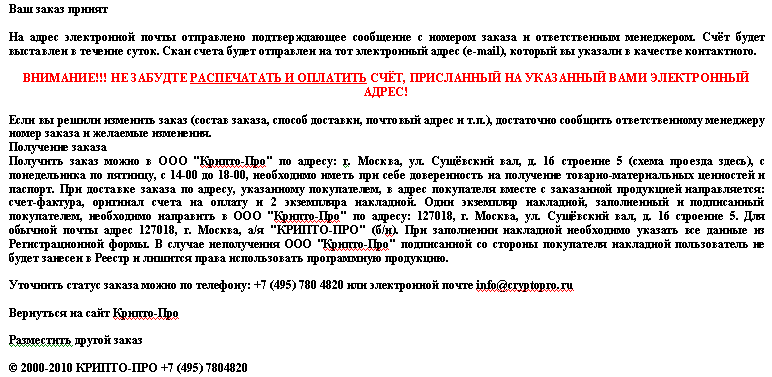 Ваш заказ принят
На адрес электронной почты отправлено подтверждающее сообщение с номером заказа и ответственным менеджером. Счёт будет
выставлен в течение суток. Скан счета будет отправлен на тот электронный адрес (e-mail), который вы указали в качестве контактного.
ВНИМАНИЕ!!! НЕ ЗАБУДТЕ РАСПЕЧАТАТЬ И ОПЛАТИТЬ СЧЁТ, ПРИСЛАННЫЙ НА УКАЗАННЫЙ ВАМИ ЭЛЕКТРОННЫЙ
АДРЕС!
Если вы решили изменить заказ (состав заказа, способ доставки, почтовый адрес и т.п.), достаточно сообщить ответственному менеджеру
номер заказа и желаемые изменения.
Получение заказа
Получить заказ можно в ООО "Крипто-Про" по адресу: г. Москва, ул. Сущёвский вал, д. 16 строение 5 (схема проезда здесь), с
понедельника по пятницу, с 14-00 до 18-00, необходимо иметь при себе доверенность на получение товарно-материальных ценностей и
паспорт. При доставке заказа по адресу, указанному покупателем, в адрес покупателя вместе с заказанной продукцией направляется:
счет-фактура, оригинал счета на оплату и 2 экземпляра накладной. Один экземпляр накладной, заполненный и подписанный
покупателем, необходимо направить в ООО "Крипто-Про" по адресу: 127018, г. Москва, ул. Сущёвский вал, д. 16 строение 5. Для
обычной почты адрес 127018, г. Москва, а/я "КРИПТО-ПРО" (б/н). При заполнении накладной необходимо указать все данные из
Регистрационной формы. В случае неполучения ООО "Крипто-Про" подписанной со стороны покупателя накладной пользователь не
будет занесен в Реестр и лишится права использовать программную продукцию.
Уточнить статус заказа можно по телефону: +7 (495) 780 4820 или электронной почте info@cryptopro.ru
Вернуться на сайт Крипто-Про
Разместить другой заказ
© 2000-2010 КРИПТО-ПРО +7 (495) 7804820